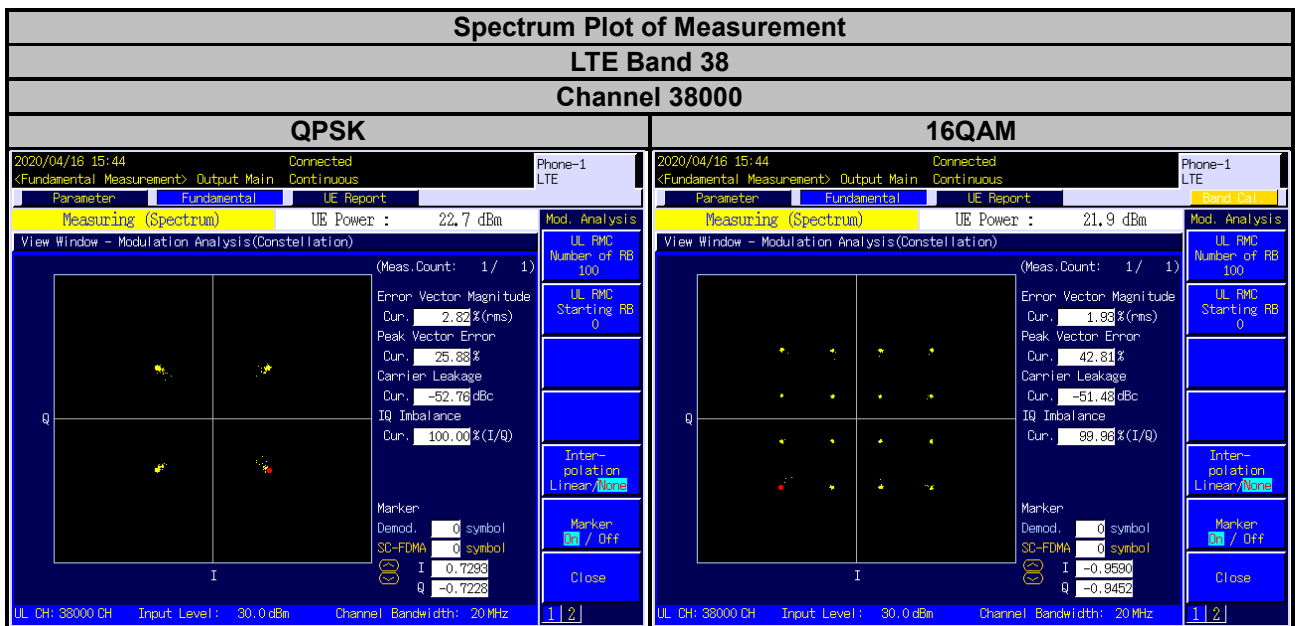 Spectrum Plot of Measurement
LTE Band 38
Channel 38000
QPSK
2020/04/16 15:44 Connected
<Fundamental Measurement> Output Main Continuous
Phone-1
LTE
Parameter Fundamental UE Report
Measuring (Spectrum) UE Power : 22.7 dBm Mod. Analysis
View Window - Modulation Analysis(Constellation)
(Meas.Count: 1/ 1)
Error Vector Magnitude
Cur. 2.82 %(rms)
Peak Vector Error
Cur. 25.88 %
Carrier Leakage
Cur. -52.76 dBc
IQ Imbalance
Cur. 100.00 %(I/Q)
Q
I
Marker
Demod. 0 symbol
SC-FDMA 0 symbol
I 0.7293
Q -0.7228
UL RMC
Number of RB
100
UL RMC
Starting RB
0
Inter-
polation
Linear/None
Marker
On / Off
Close
UL CH: 38000 CH Input Level: 30.0 dBm Channel Bandwidth: 20 MHz 1 2
16QAM
2020/04/16 15:44 Connected
<Fundamental Measurement> Output Main Continuous
Phone-1
LTE
Parameter Fundamental UE Report Band Cal.
Measuring (Spectrum) UE Power : 21.9 dBm Mod. Analysis
View Window - Modulation Analysis(Constellation)
(Meas.Count: 1/ 1)
Error Vector Magnitude
Cur. 1.93 %(rms)
Peak Vector Error
Cur. 42.81 %
Carrier Leakage
Cur. -51.48 dBc
IQ Imbalance
Cur. 99.96 %(I/Q)
Q
I
Marker
Demod. 0 symbol
SC-FDMA 0 symbol
I -0.9590
Q -0.9452
UL RMC
Number of RB
100
UL RMC
Starting RB
0
Inter-
polation
Linear/None
Marker
On / Off
Close
UL CH: 38000 CH Input Level: 30.0 dBm Channel Bandwidth: 20 MHz 1 2